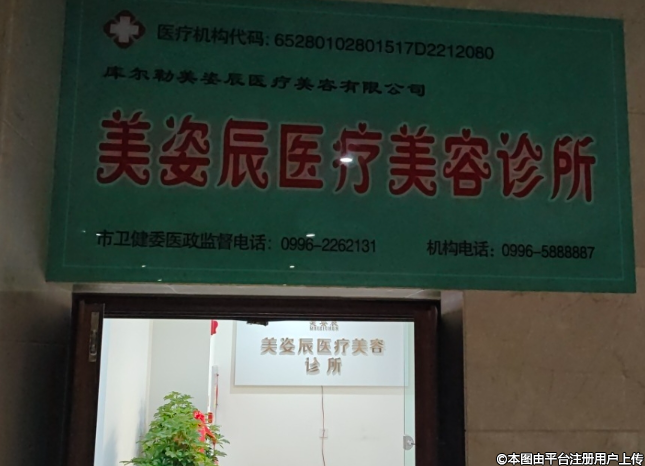 医疗机构代码：65280102801517D2212080
库尔勒美姿辰医疗美容有限公司
美姿辰医疗美容诊所
市卫健委医政监督电话：0996-2262131
机构电话：0996-5888887
美姿辰
美姿辰医疗美容
诊所
©本图由平台注册用户上传